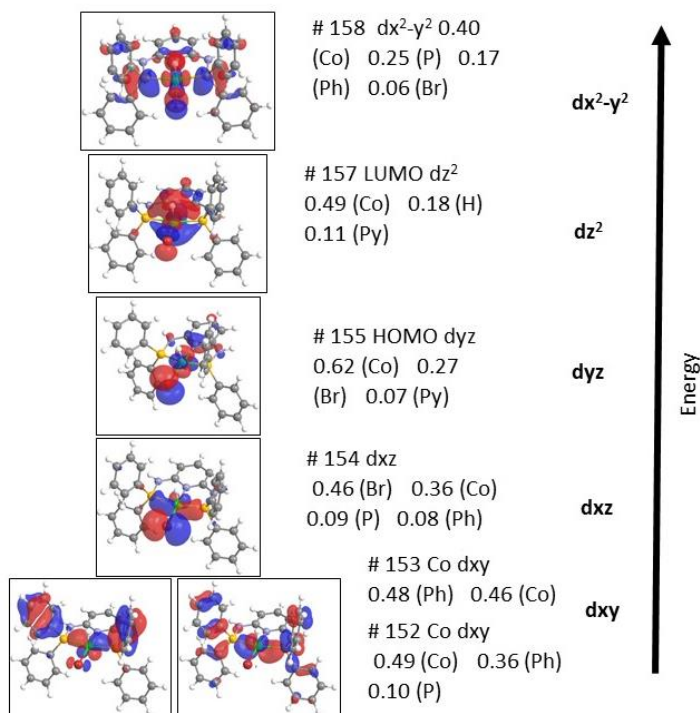 # 158  dx²-y² 0.40
(Co)   0.25 (P)   0.17
(Ph)   0.06 (Br)
dx²-y²
# 157 LUMO dz²
0.49 (Co)   0.18 (H)
0.11 (Py)
dz²
# 155 HOMO dyz
0.62 (Co)   0.27
(Br)   0.07 (Py)
dyz
# 154 dxz
0.46 (Br)   0.36 (Co)
0.09 (P)   0.08 (Ph)
dxz
# 153 Co dxy
0.48 (Ph)   0.46 (Co)
dxy
# 152 Co dxy
0.49 (Co)   0.36 (Ph)
0.10 (P)
Energy